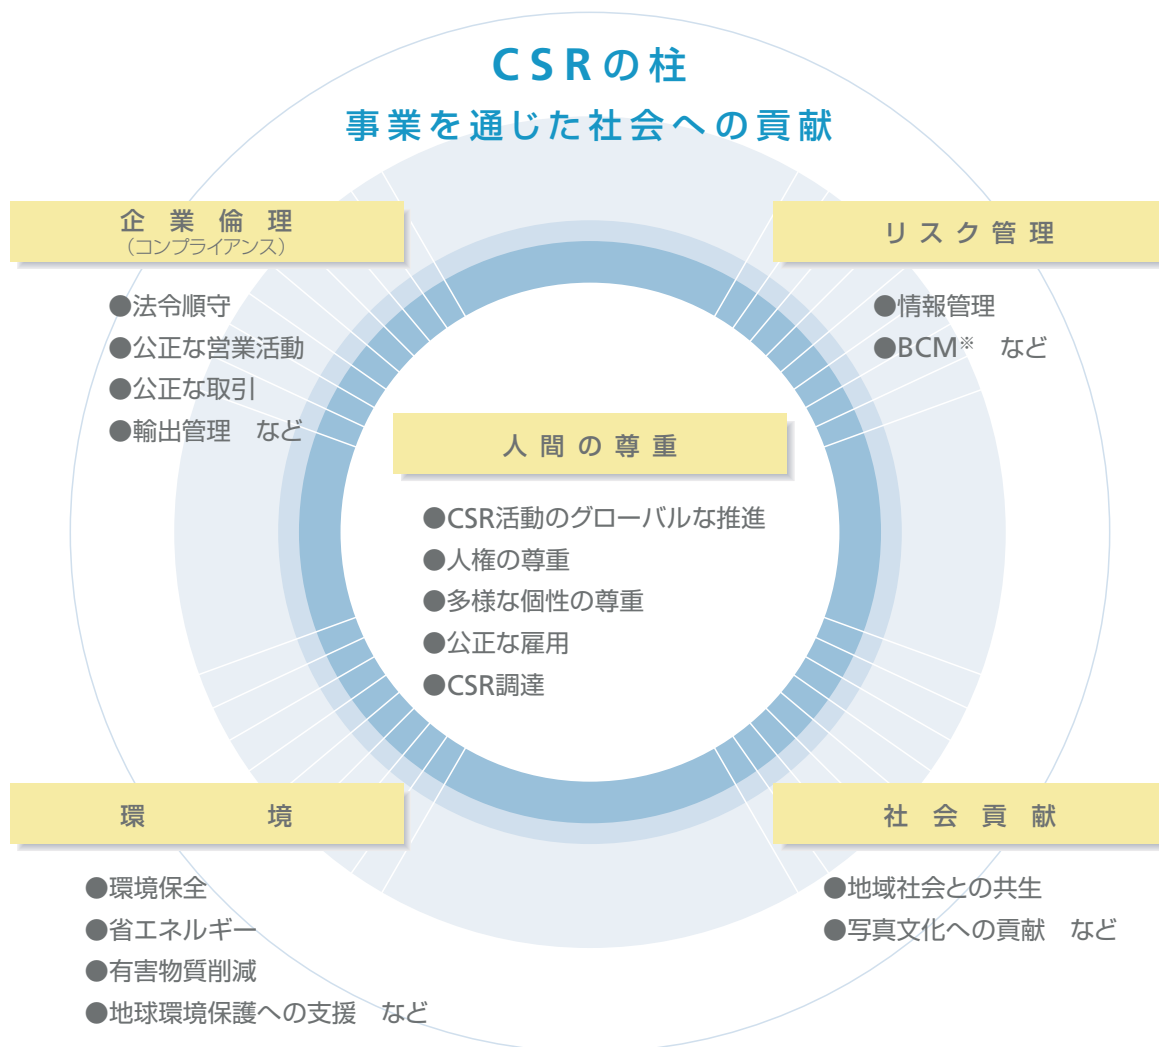 CSRの柱
事業を通じた社会への貢献
企業倫理
（コンプライアンス）
●法令順守
●公正な営業活動
●公正な取引
●輸出管理　など
リスク管理
●情報管理
●BCM※　など
人間の尊重
●CSR活動のグローバルな推進
●人権の尊重
●多様な個性の尊重
●公正な雇用
●CSR調達
環境
●環境保全
●省エネルギー
●有害物質削減
●地球環境保護への支援　など
社会貢献
●地域社会との共生
●写真文化への貢献　など